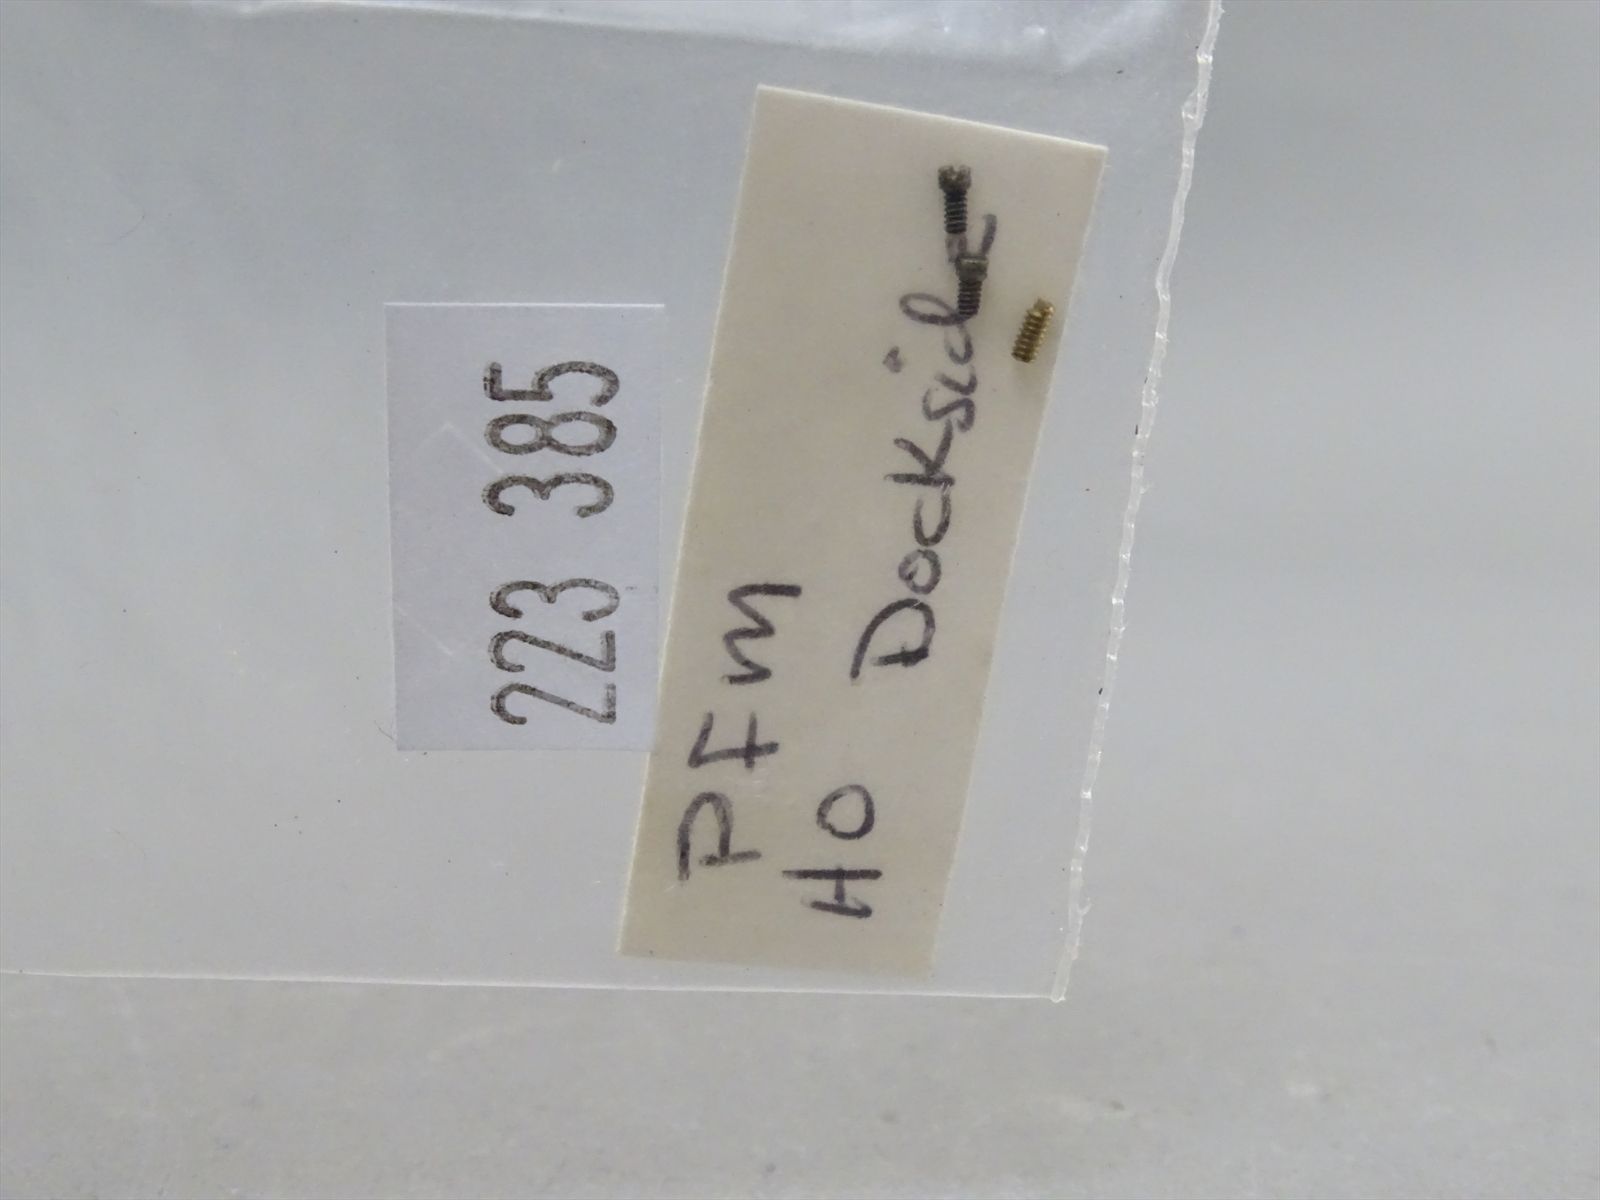 223 385
PFM
HO Dockside